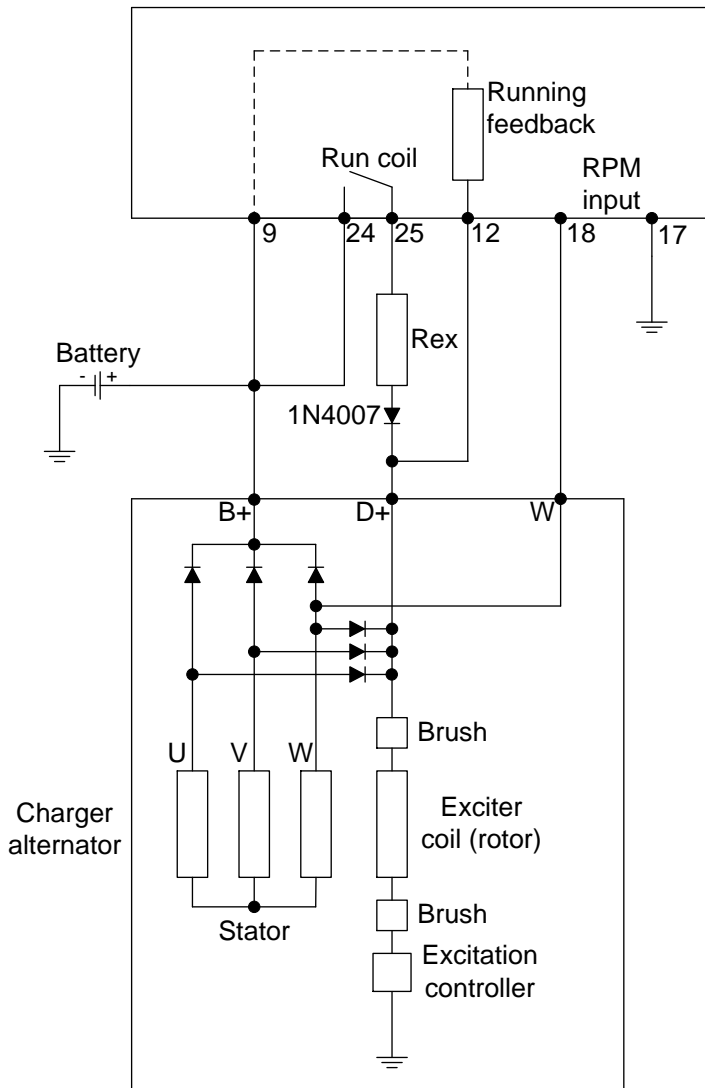 Running
feedback
Run coil
RPM
input
9
24
25
12
18
17
Rex
Battery
- +
1N4007
B+
D+
W
U
V
W
Brush
Charger
alternator
Exciter
coil (rotor)
Brush
Stator
Excitation
controller